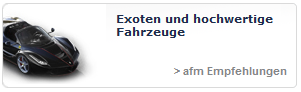 Exoten und hochwertige
Fahrzeuge
> afm Empfehlungen